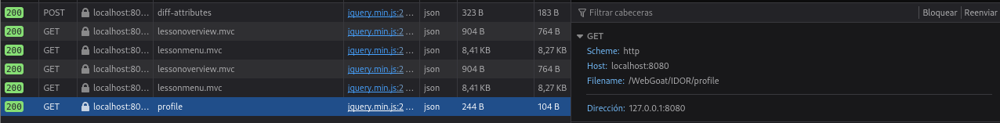 200 POST localhost:80... diff-attributes jquery.min.js:2 ... json 323 B 183 B
200 GET localhost:80... lessonoverview.mvc jquery.min.js:2 ... json 904 B 764 B
200 GET localhost:80... lessonmenu.mvc jquery.min.js:2 ... json 8,41 KB 8,27 KB
200 GET localhost:80... lessonoverview.mvc jquery.min.js:2 ... json 904 B 764 B
200 GET localhost:80... lessonmenu.mvc jquery.min.js:2 ... json 8,41 KB 8,27 KB
200 GET localhost:80... profile jquery.min.js:2 ... json 244 B 104 B
Filtrar cabeceras Bloquear Reenviar
GET
Scheme: http
Host: localhost:8080
Filename: /WebGoat/IDOR/profile
Dirección: 127.0.0.1:8080